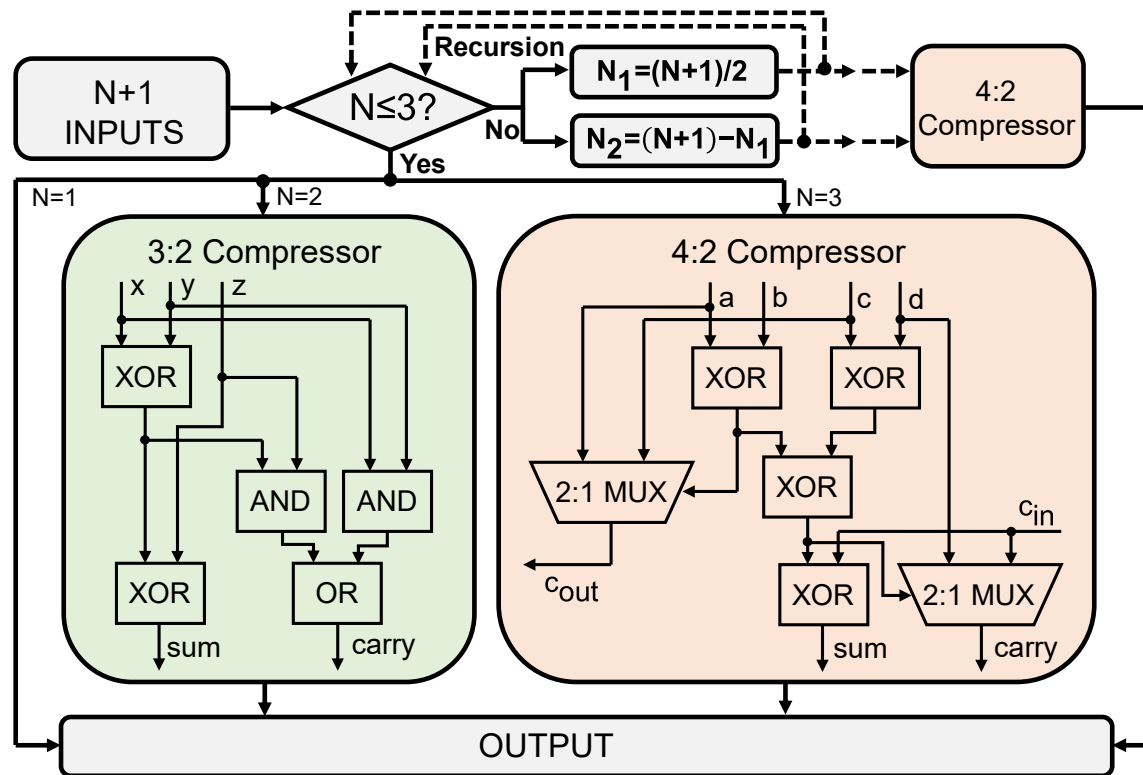 Recursion
N+1
INPUTS
N≤3?
No
Yes
N₁=(N+1)/2
N₂=(N+1)−N₁
4:2
Compressor
N=1
N=2
N=3
3:2 Compressor
x y z
XOR
AND AND
XOR OR
sum carry
4:2 Compressor
a b c d
XOR XOR
2:1 MUX XOR
cin
cout
XOR 2:1 MUX
sum carry
OUTPUT